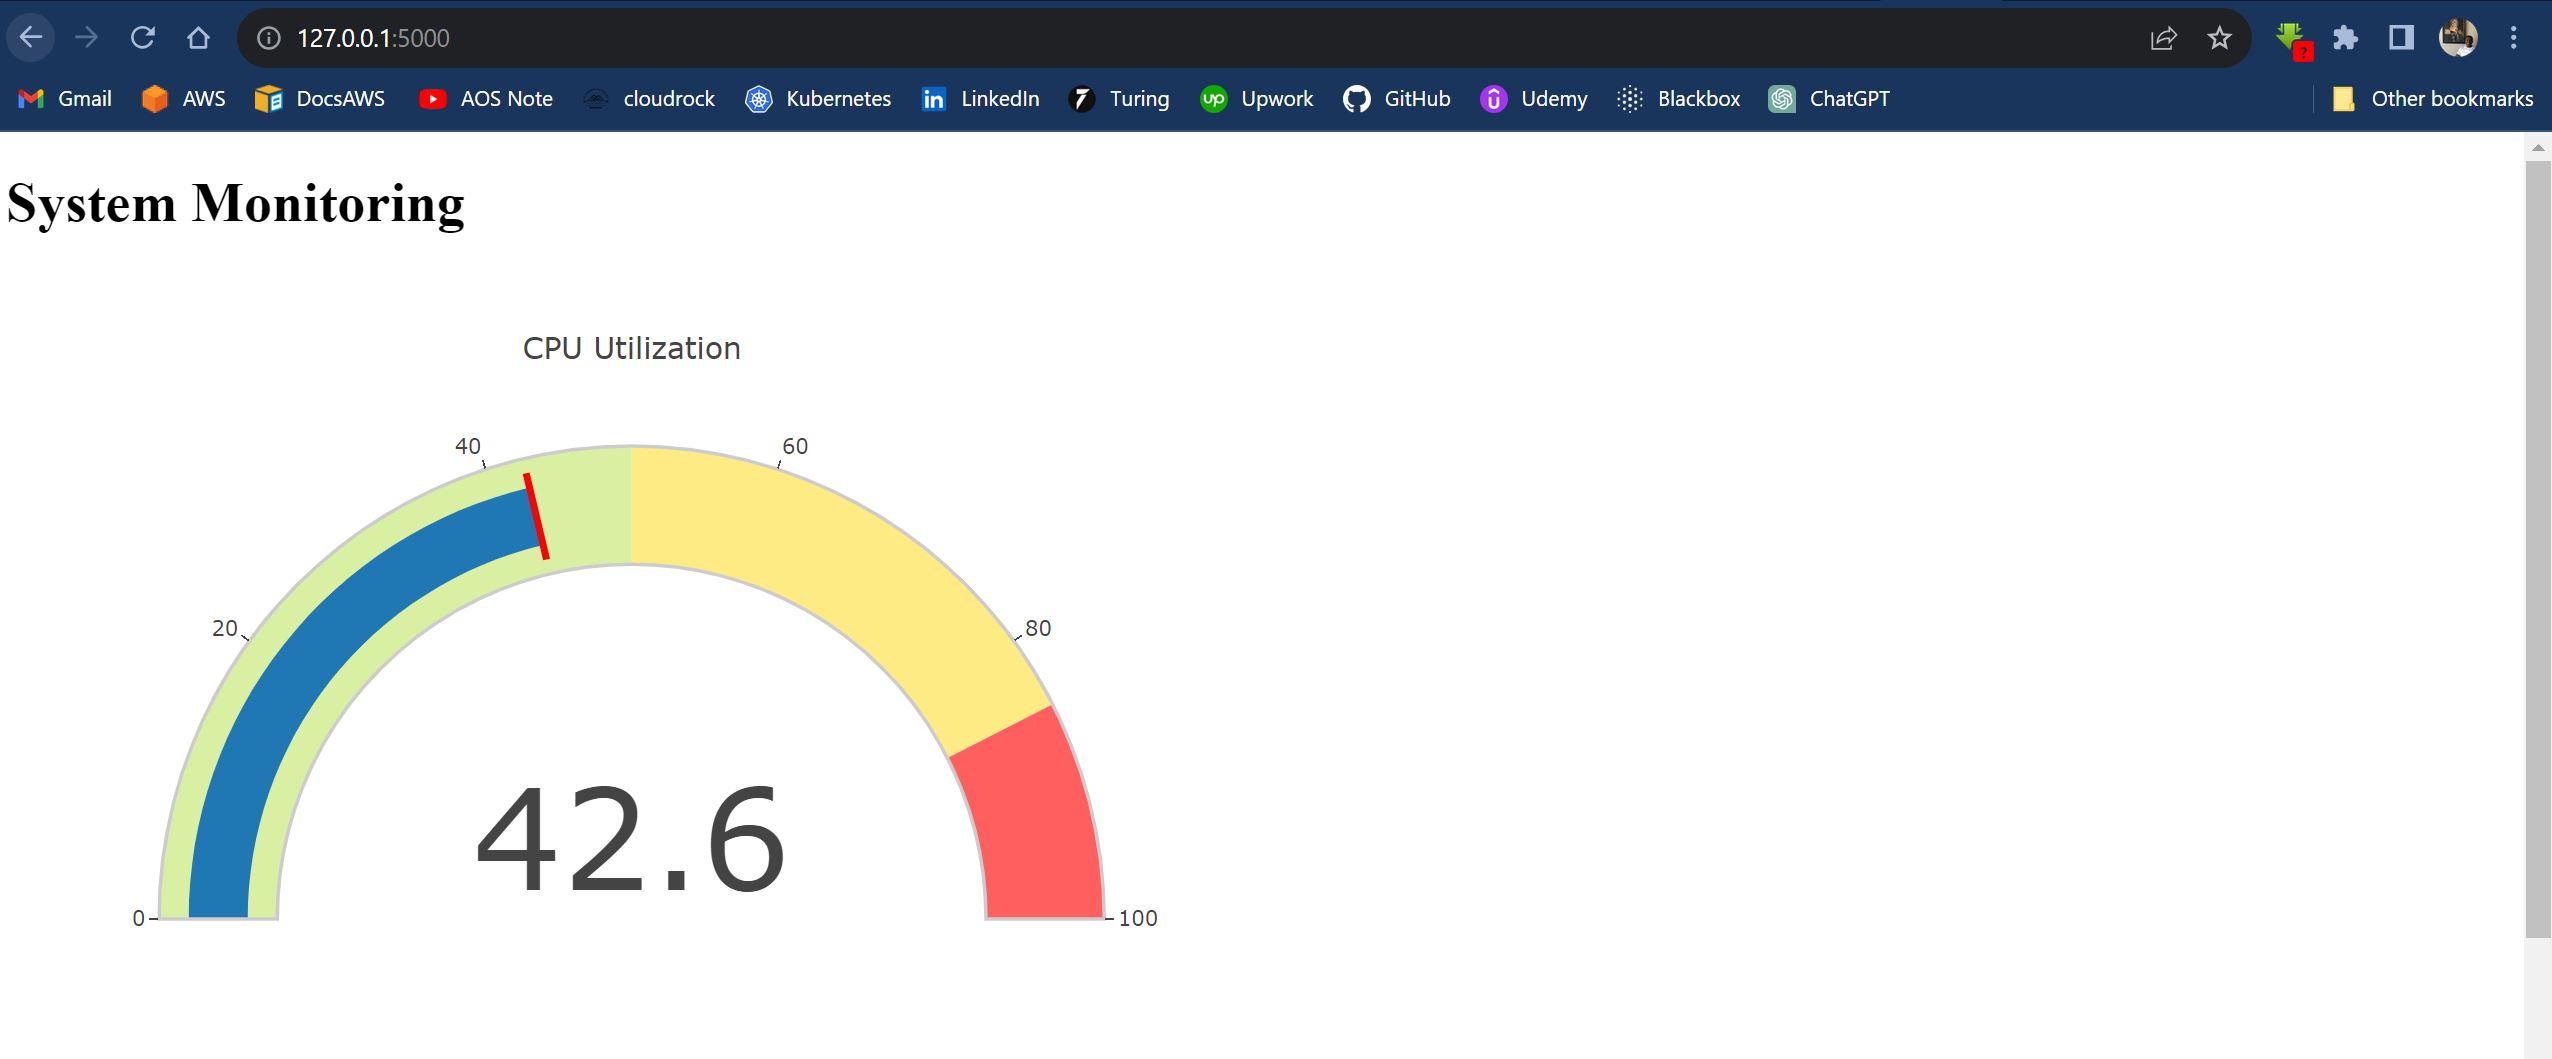 127.0.0.1:5000
?
Gmail AWS DocsAWS AOS Note cloudrock Kubernetes LinkedIn Turing Upwork GitHub Udemy Blackbox ChatGPT Other bookmarks
System Monitoring
CPU Utilization
40 60
20 80
42.6
0 100